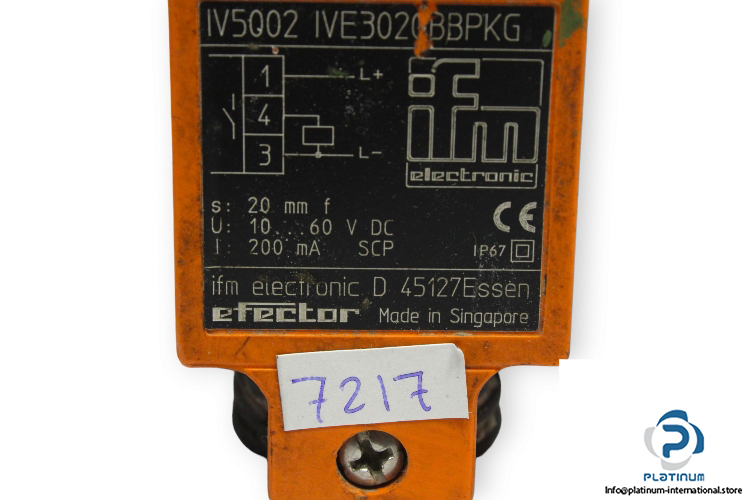 IV5002 IVE3020BBPKG
1 L+
4
3 L-
ifm
electronic
s: 20 mm f
U: 10...60 V DC
I: 200 mA SCP
CE
IP67
ifm electronic D 45127Essen
efector Made in Singapore
7217
P
PLATINUM
Info@platinum-international.store